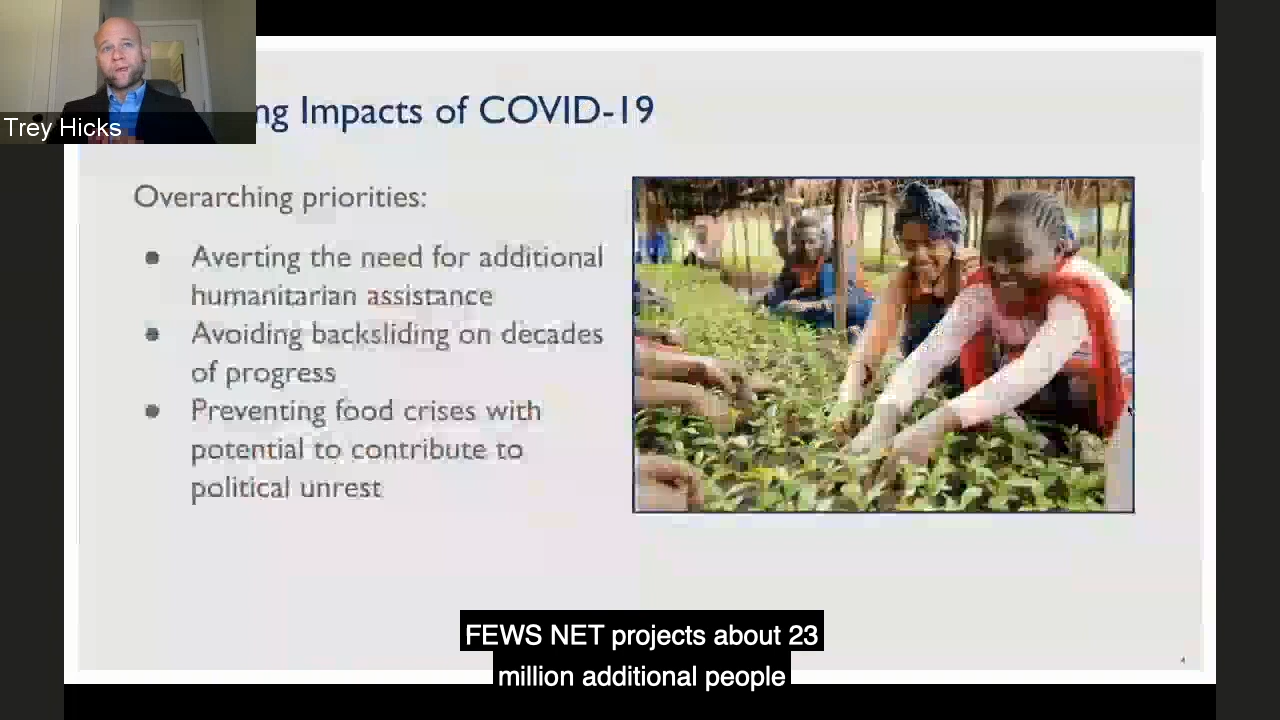 Trey Hicks
ng Impacts of COVID-19
Overarching priorities:
● Averting the need for additional
humanitarian assistance
● Avoiding backsliding on decades
of progress
● Preventing food crises with
potential to contribute to
political unrest
FEWS NET projects about 23
million additional people
4